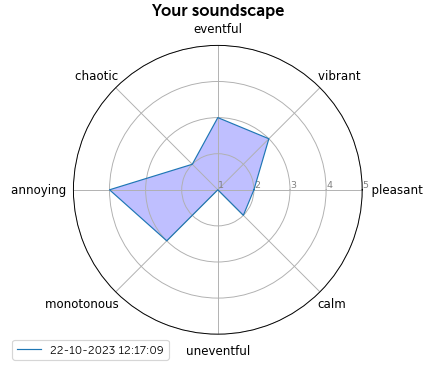 Your soundscape
eventful
chaotic
vibrant
annoying
1 2 3 4 5
pleasant
monotonous
calm
uneventful
22-10-2023 12:17:09